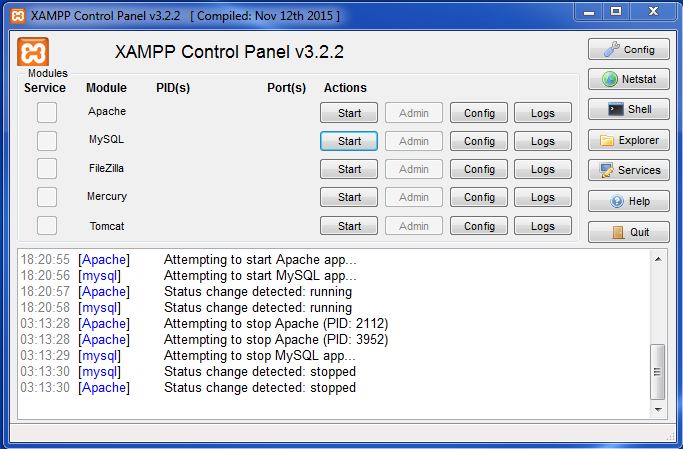 XAMPP Control Panel v3.2.2 [ Compiled: Nov 12th 2015 ]
XAMPP Control Panel v3.2.2
Config
Modules
Service Module PID(s) Port(s) Actions
Netstat
Apache Start Admin Config Logs
Shell
MySQL Start Admin Config Logs
Explorer
FileZilla Start Admin Config Logs
Services
Mercury Start Admin Config Logs
Help
Tomcat Start Admin Config Logs
Quit
18:20:55 [Apache] Attempting to start Apache app...
18:20:56 [mysql] Attempting to start MySQL app...
18:20:57 [Apache] Status change detected: running
18:20:58 [mysql] Status change detected: running
03:13:28 [Apache] Attempting to stop Apache (PID: 2112)
03:13:28 [Apache] Attempting to stop Apache (PID: 3952)
03:13:29 [mysql] Attempting to stop MySQL app...
03:13:30 [mysql] Status change detected: stopped
03:13:30 [Apache] Status change detected: stopped